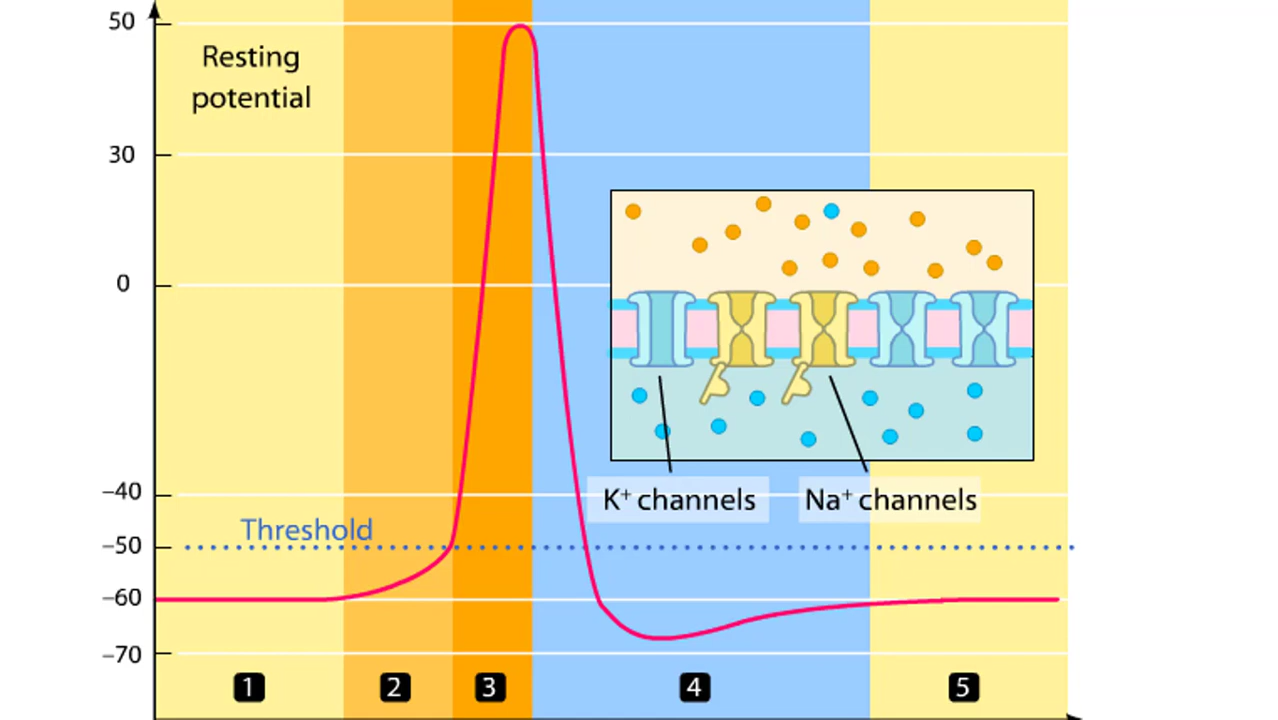 50
Resting
potential
30
0
–40
K⁺ channels
Na⁺ channels
Threshold
–50
–60
–70
1
2
3
4
5